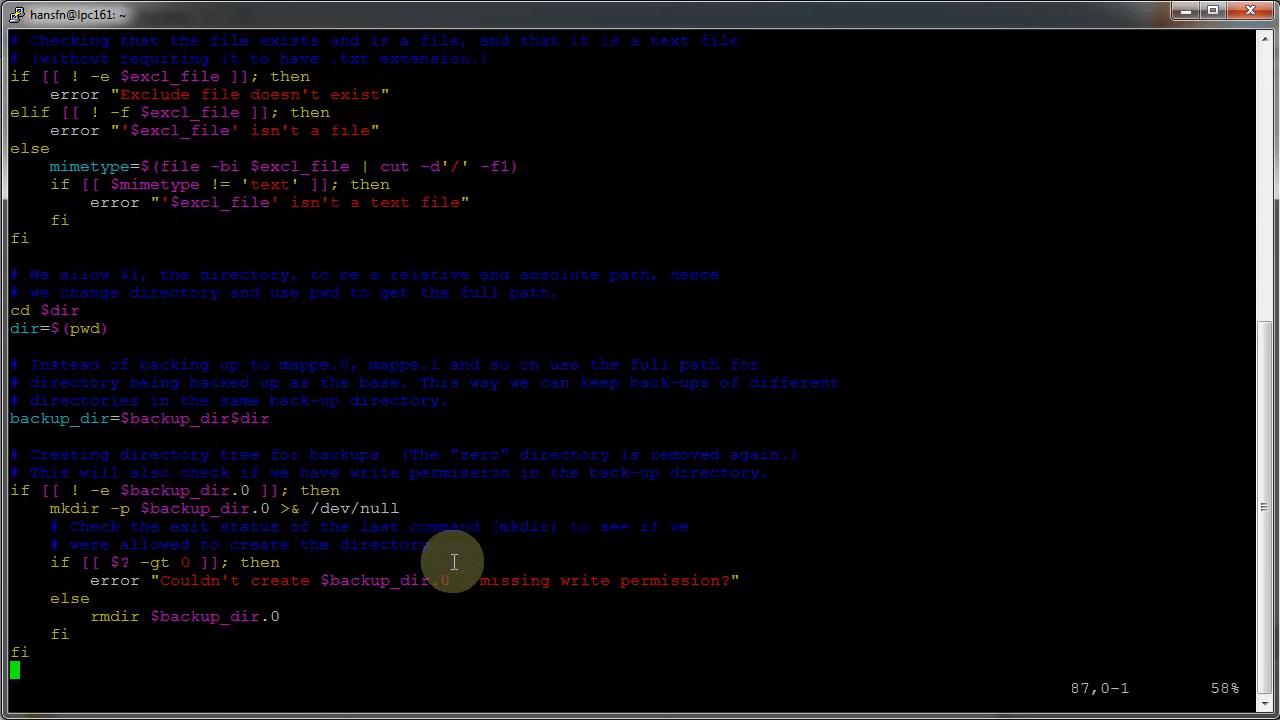 hansfn@lpc161: ~
# Checking that the file exists and is a file, and that it is a text file
# (without requiring it to have .txt extension.)
if [[ ! -e $excl_file ]]; then
    error "Exclude file doesn't exist"
elif [[ ! -f $excl_file ]]; then
    error "'$excl_file' isn't a file"
else
    mimetype=$(file -bi $excl_file | cut -d'/' -f1)
    if [[ $mimetype != 'text' ]]; then
        error "'$excl_file' isn't a text file"
    fi
fi
# We allow $1, the directory, to be a relative and absolute path, hence
# we change directory and use pwd to get the full path.
cd $dir
dir=$(pwd)
# Instead of backing up to mappe.0, mappe.1 and so on use the full path for
# directory being backed up as the base. This way we can keep back-ups of different
# directories in the same back-up directory.
backup_dir=$backup_dir$dir
# Creating directory tree for backups. (The "zero" directory is removed again.)
# This will also check if we have write permission in the back-up directory.
if [[ ! -e $backup_dir.0 ]]; then
    mkdir -p $backup_dir.0 >& /dev/null
    # Check the exit status of the last command (mkdir) to see if we
    # were allowed to create the directory.
    if [[ $? -gt 0 ]]; then
        error "Couldn't create $backup_dir.0 - missing write permission?"
    else
        rmdir $backup_dir.0
    fi
fi
87,0-1 58%